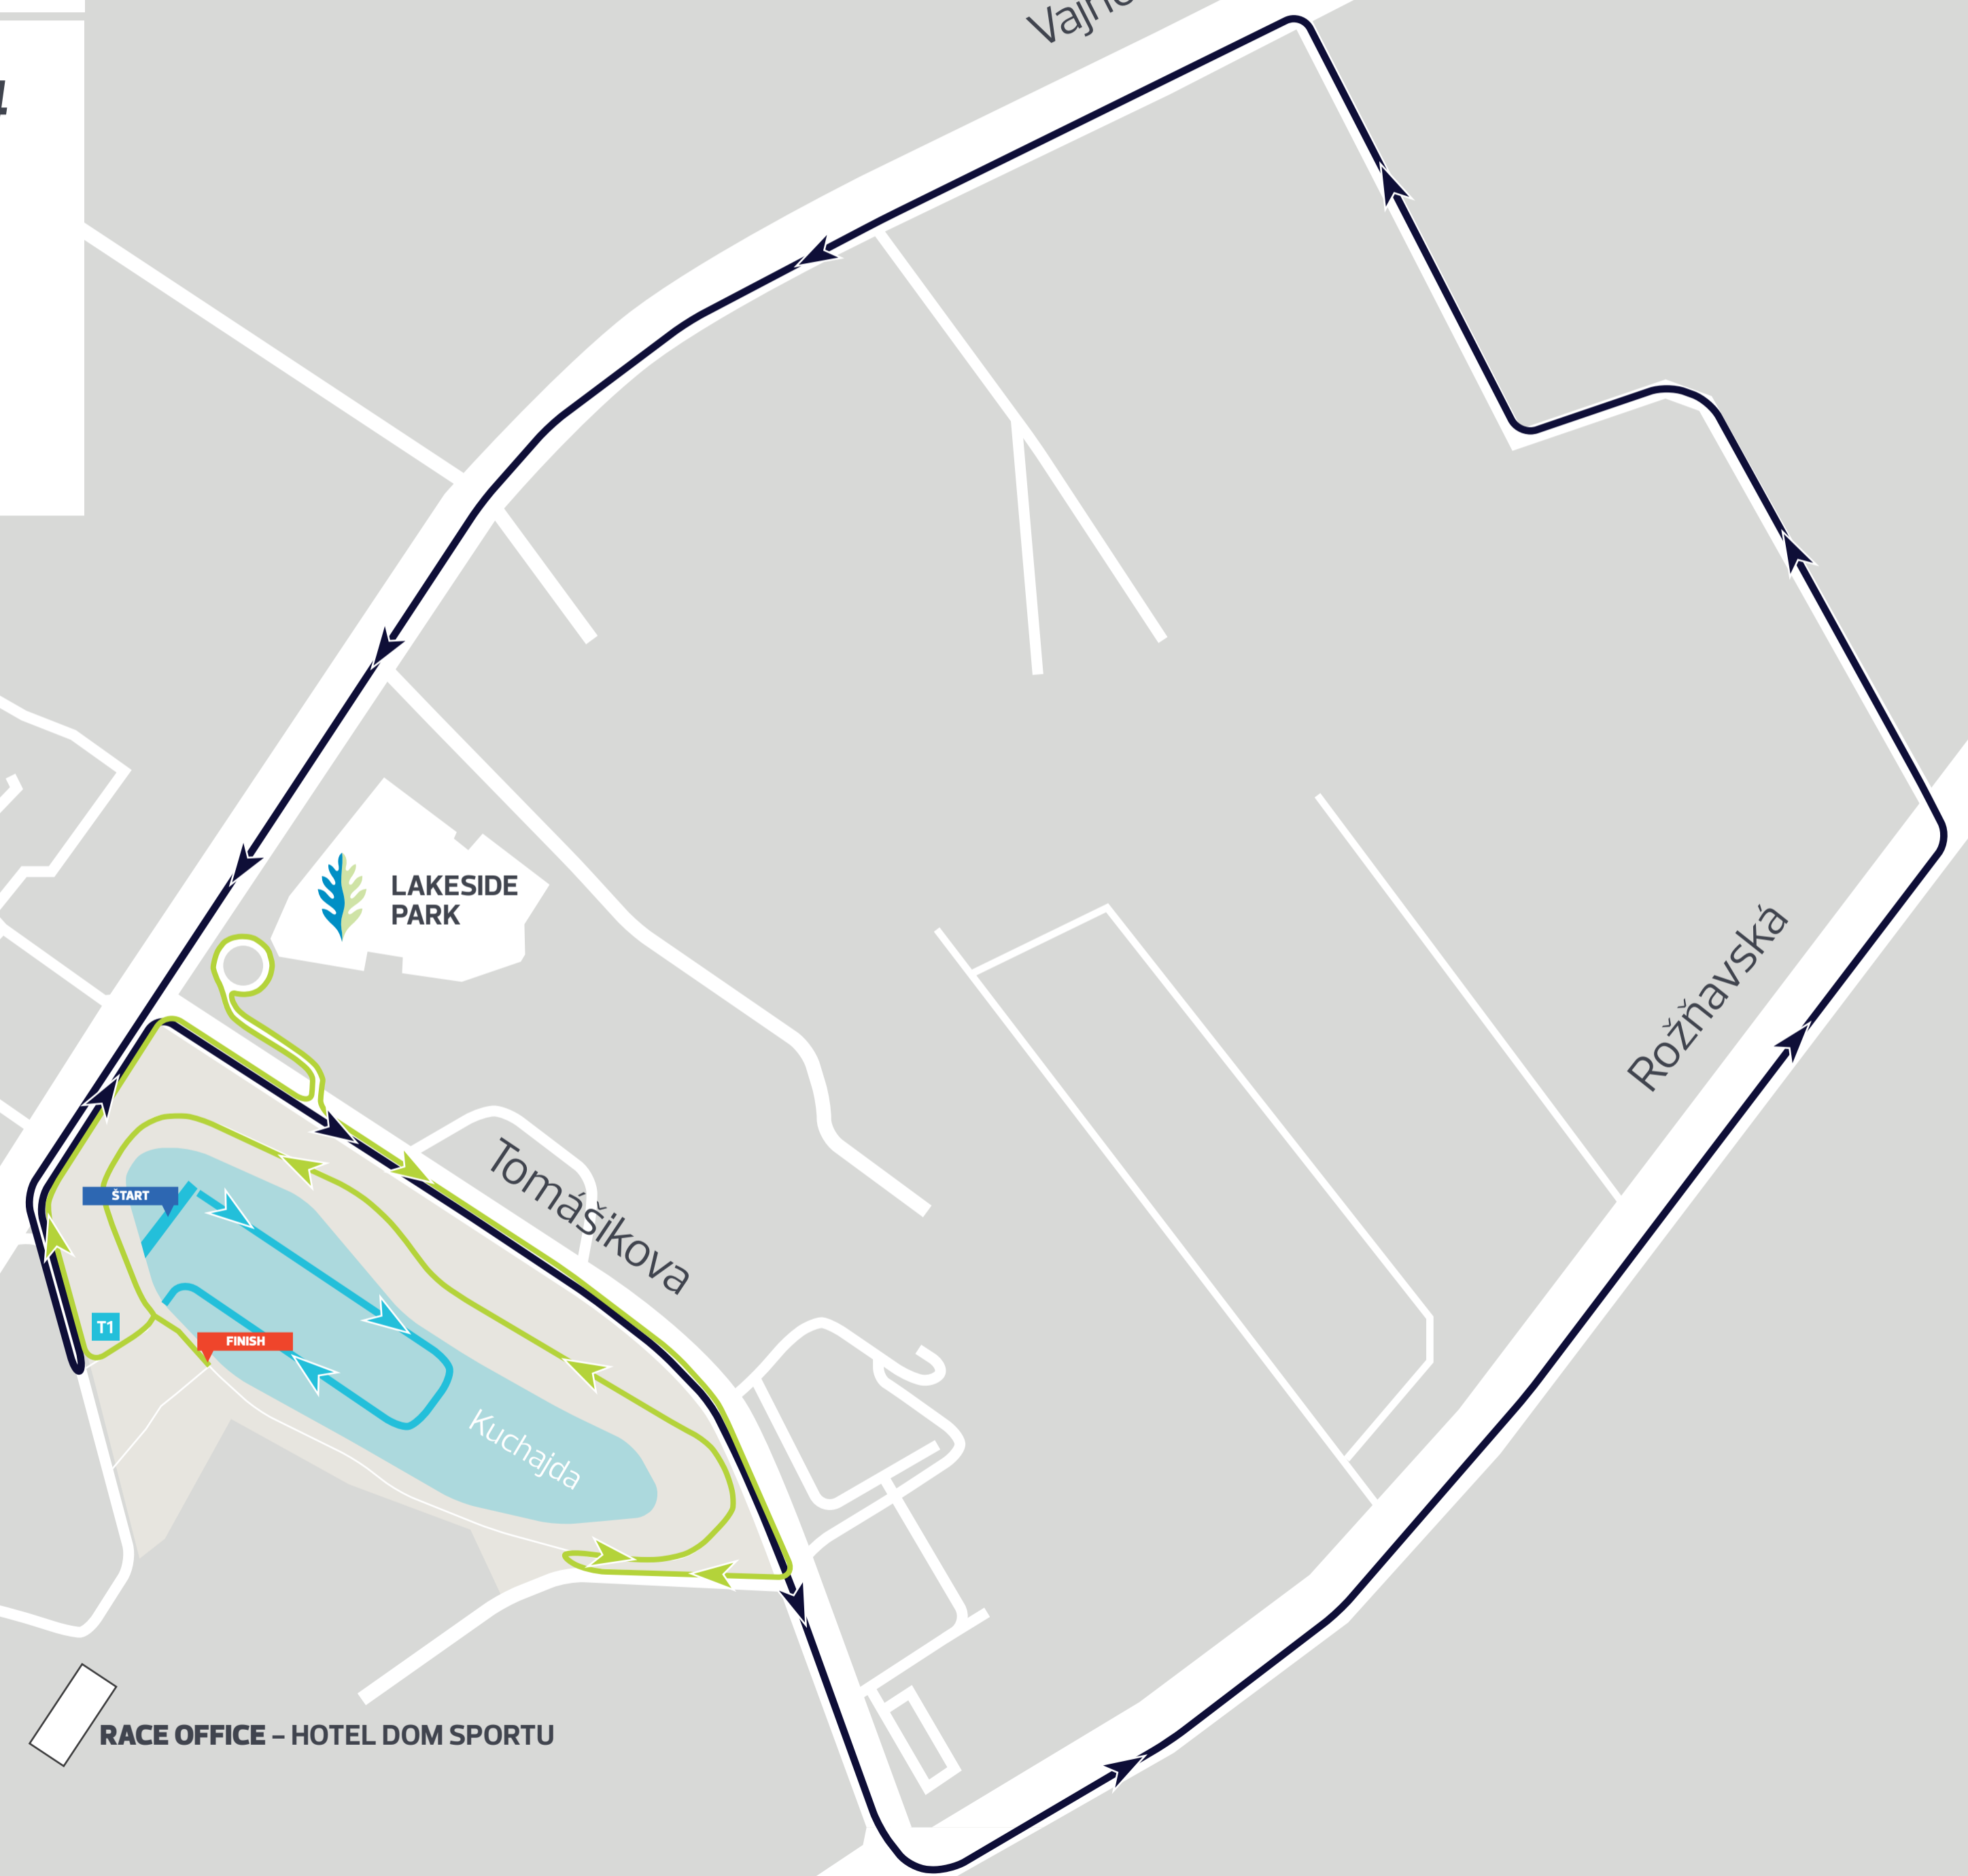 LAKESIDE
PARK
Rožňavská
Tomášikova
ŠTART
T1
FINISH
Kuchajda
RACE OFFICE – HOTEL DOM SPORTU